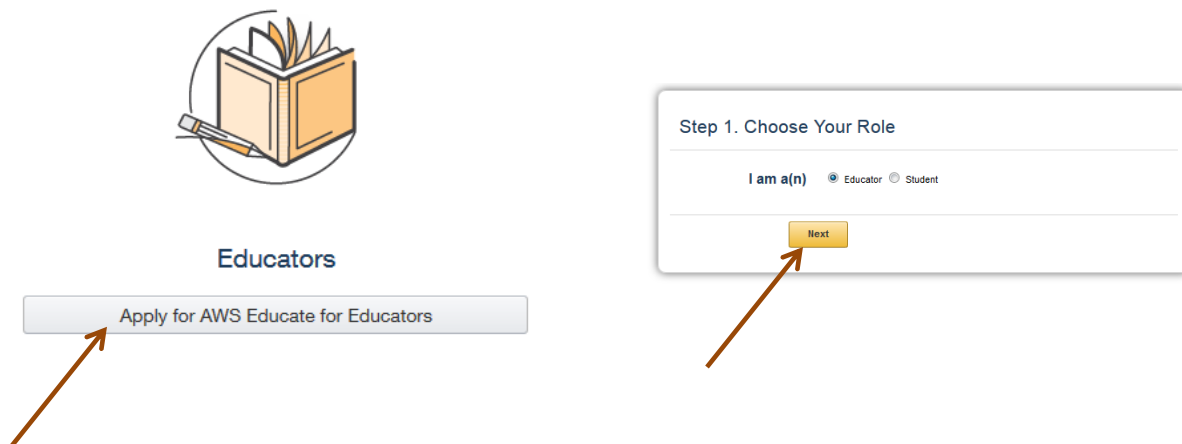 Educators
Apply for AWS Educate for Educators
Step 1. Choose Your Role
I am a(n) Educator Student
Next